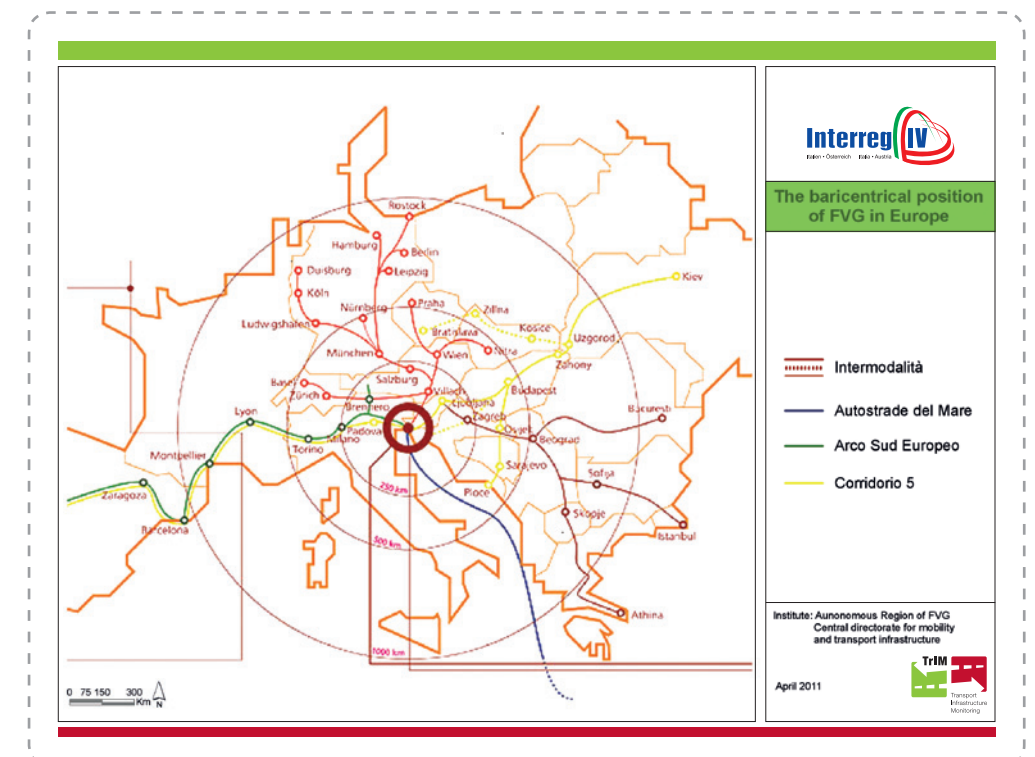 Rostock
Hamburg
Berlin
Duisburg
Leipzig
Kiev
Köln
Nürnberg
Praha
Zillna
Ludwigshafen
Bratislava
Kosice
Uzgorod
München
Wien
Nitra
Zahony
Salzburg
Basel
Zürich
Villach
Budapest
Brennero
Ljubljana
Lyon
Zagreb
Bucuresti
Padova
Osijek
Milano
Beograd
Torino
Montpellier
Sarajevo
Sofija
Zaragoza
250 km
Ploce
Skopje
Barcelona
Istanbul
500 km
Athina
1000 km
0 75 150 300
Km N
Interreg IV
Italien • Österreich Italia • Austria
The baricentrical position
of FVG in Europe
Intermodalità
Autostrade del Mare
Arco Sud Europeo
Corridorio 5
Institute: Aunonomous Region of FVG
Central directorate for mobility
and transport infrastructure
TrIM
April 2011
Transport
Infrastructure
Monitoring